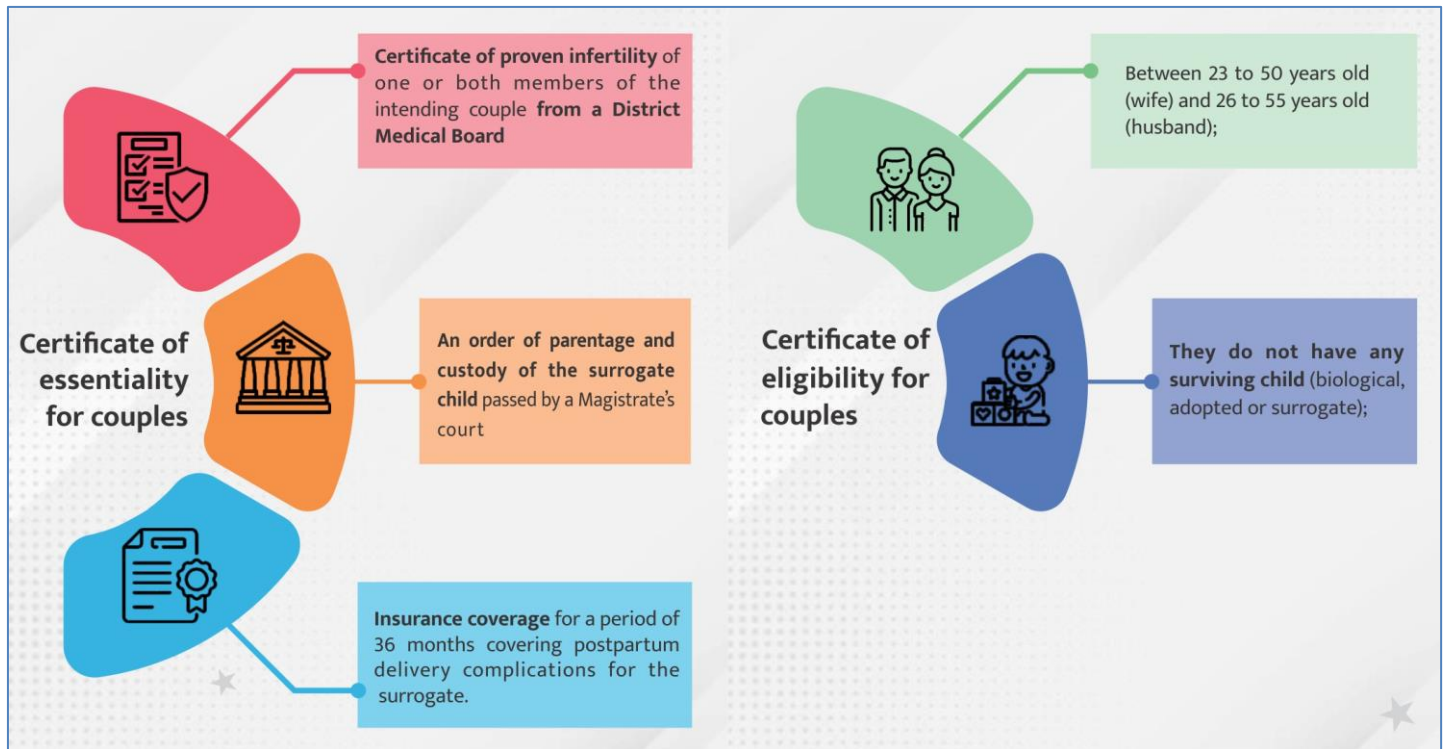 Certificate of proven infertility of
one or both members of the
intending couple from a District
Medical Board
Certificate of
essentiality
for couples
An order of parentage and
custody of the surrogate
child passed by a Magistrate's
court
Insurance coverage for a period of
36 months covering postpartum
delivery complications for the
surrogate.
Between 23 to 50 years old
(wife) and 26 to 55 years old
(husband);
Certificate of
eligibility for
couples
They do not have any
surviving child (biological,
adopted or surrogate);